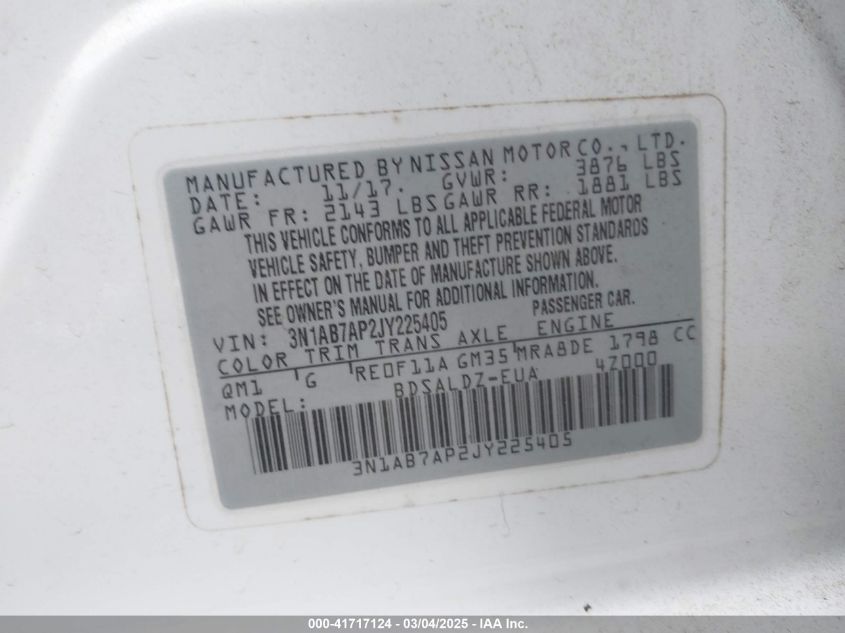 MANUFACTURED BY NISSAN MOTOR CO., LTD.
DATE: 11/17. GVWR: 3876 LBS
GAWR FR: 2143 LBS GAWR RR: 1881 LBS
THIS VEHICLE CONFORMS TO ALL APPLICABLE FEDERAL MOTOR
VEHICLE SAFETY, BUMPER AND THEFT PREVENTION STANDARDS
IN EFFECT ON THE DATE OF MANUFACTURE SHOWN ABOVE.
SEE OWNER'S MANUAL FOR ADDITIONAL INFORMATION.
VIN: 3N1AB7AP2JY225405 PASSENGER CAR.
COLOR TRIM TRANS AXLE ENGINE
QM1 G RE0F11A GM35 MRA8DE 1798 CC
MODEL: BDSALDZ-EUA 4Z000
3N1AB7AP2JY225405
000-41717124 - 03/04/2025 - IAA Inc.